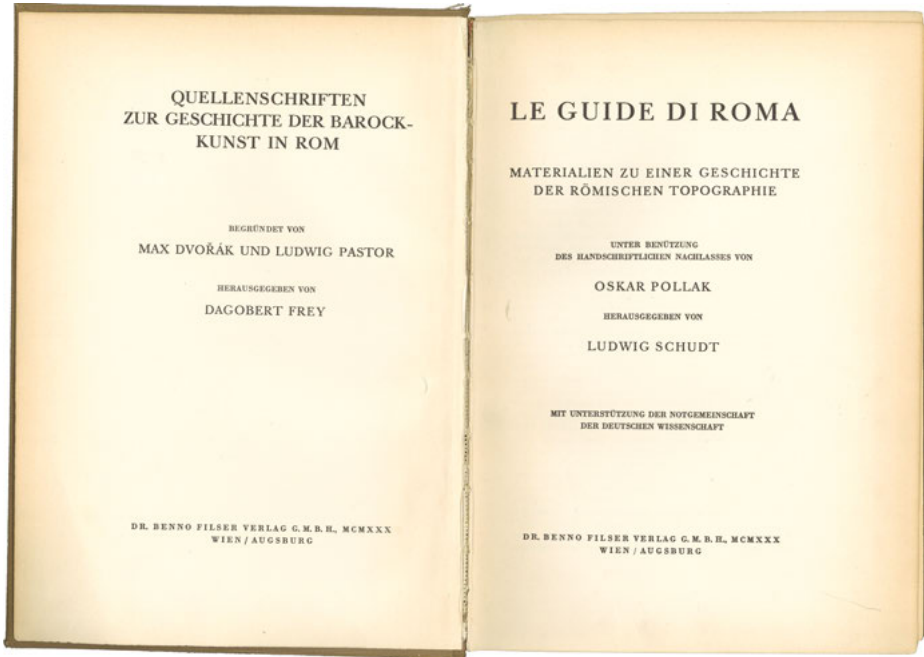 QUELLENSCHRIFTEN
ZUR GESCHICHTE DER BAROCK-
KUNST IN ROM
BEGRÜNDET VON
MAX DVOŘÁK UND LUDWIG PASTOR
HERAUSGEGEBEN VON
DAGOBERT FREY
DR. BENNO FILSER VERLAG G. M. B. H., MCMXXX
WIEN / AUGSBURG
LE GUIDE DI ROMA
MATERIALIEN ZU EINER GESCHICHTE
DER RÖMISCHEN TOPOGRAPHIE
UNTER BENÜTZUNG
DES HANDSCHRIFTLICHEN NACHLASSES VON
OSKAR POLLAK
HERAUSGEGEBEN VON
LUDWIG SCHUDT
MIT UNTERSTÜTZUNG DER NOTGEMEINSCHAFT
DER DEUTSCHEN WISSENSCHAFT
DR. BENNO FILSER VERLAG G. M. B. H., MCMXXX
WIEN / AUGSBURG